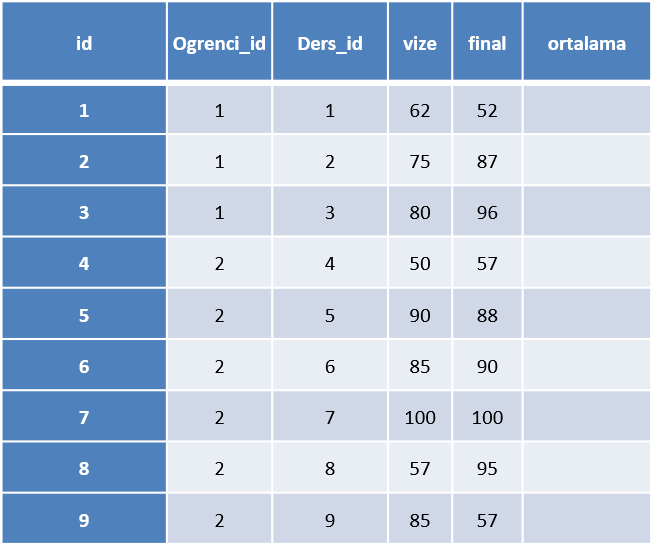 id Ogrenci_id Ders_id vize final ortalama
1 1 1 62 52
2 1 2 75 87
3 1 3 80 96
4 2 4 50 57
5 2 5 90 88
6 2 6 85 90
7 2 7 100 100
8 2 8 57 95
9 2 9 85 57